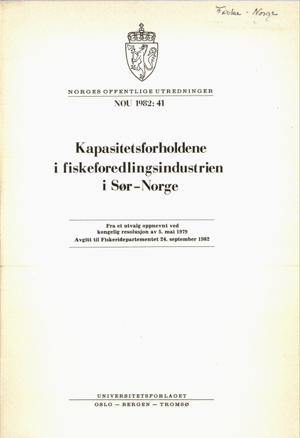 Fiske - Norge
NORGES OFFENTLIGE UTREDNINGER
NOU 1982: 41
Kapasitetsforholdene
i fiskeforedlingsindustrien
i Sør-Norge
Fra et utvalg oppnevnt ved
kongelig resolusjon av 5. mai 1979
Avgitt til Fiskeridepartementet 24. september 1982
UNIVERSITETSFORLAGET
OSLO — BERGEN — TROMSØ